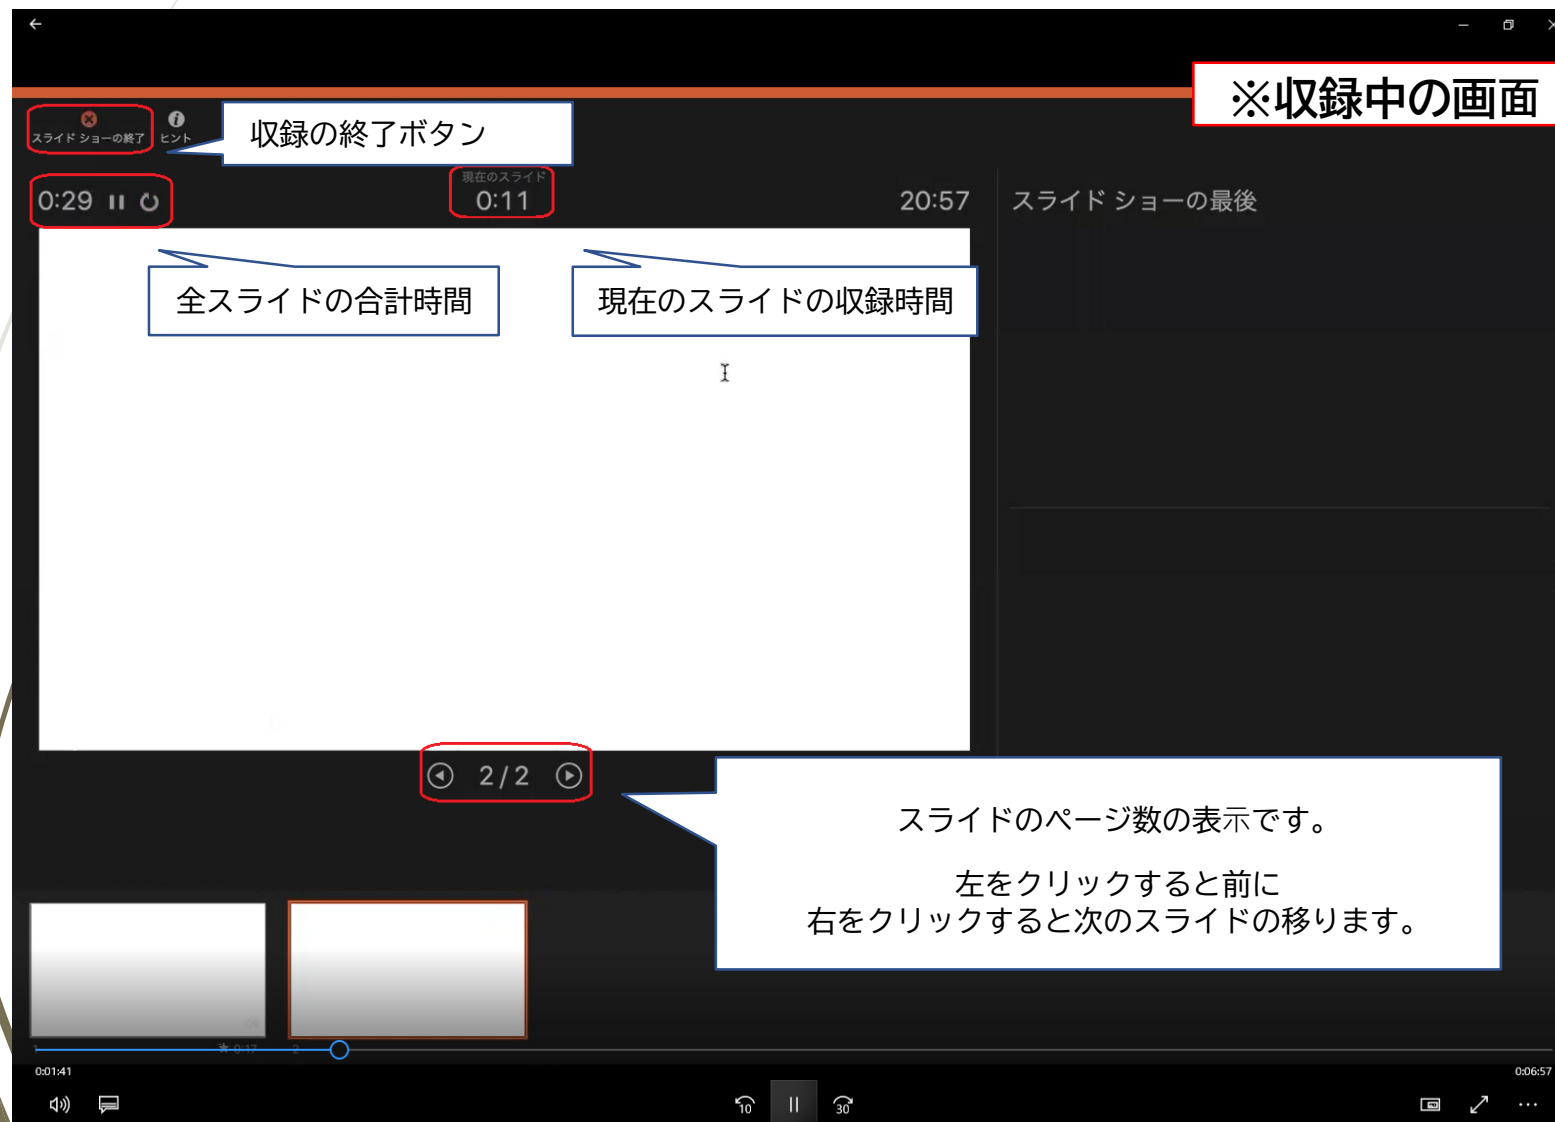 ※収録中の画面
スライド ショーの終了
ヒント
収録の終了ボタン
0:29
現在のスライド
0:11
20:57
スライド ショーの最後
全スライドの合計時間
現在のスライドの収録時間
2/2
スライドのページ数の表示です。
左をクリックすると前に
右をクリックすると次のスライドの移ります。
1
0:17
2
0:01:41
0:06:57
10
30